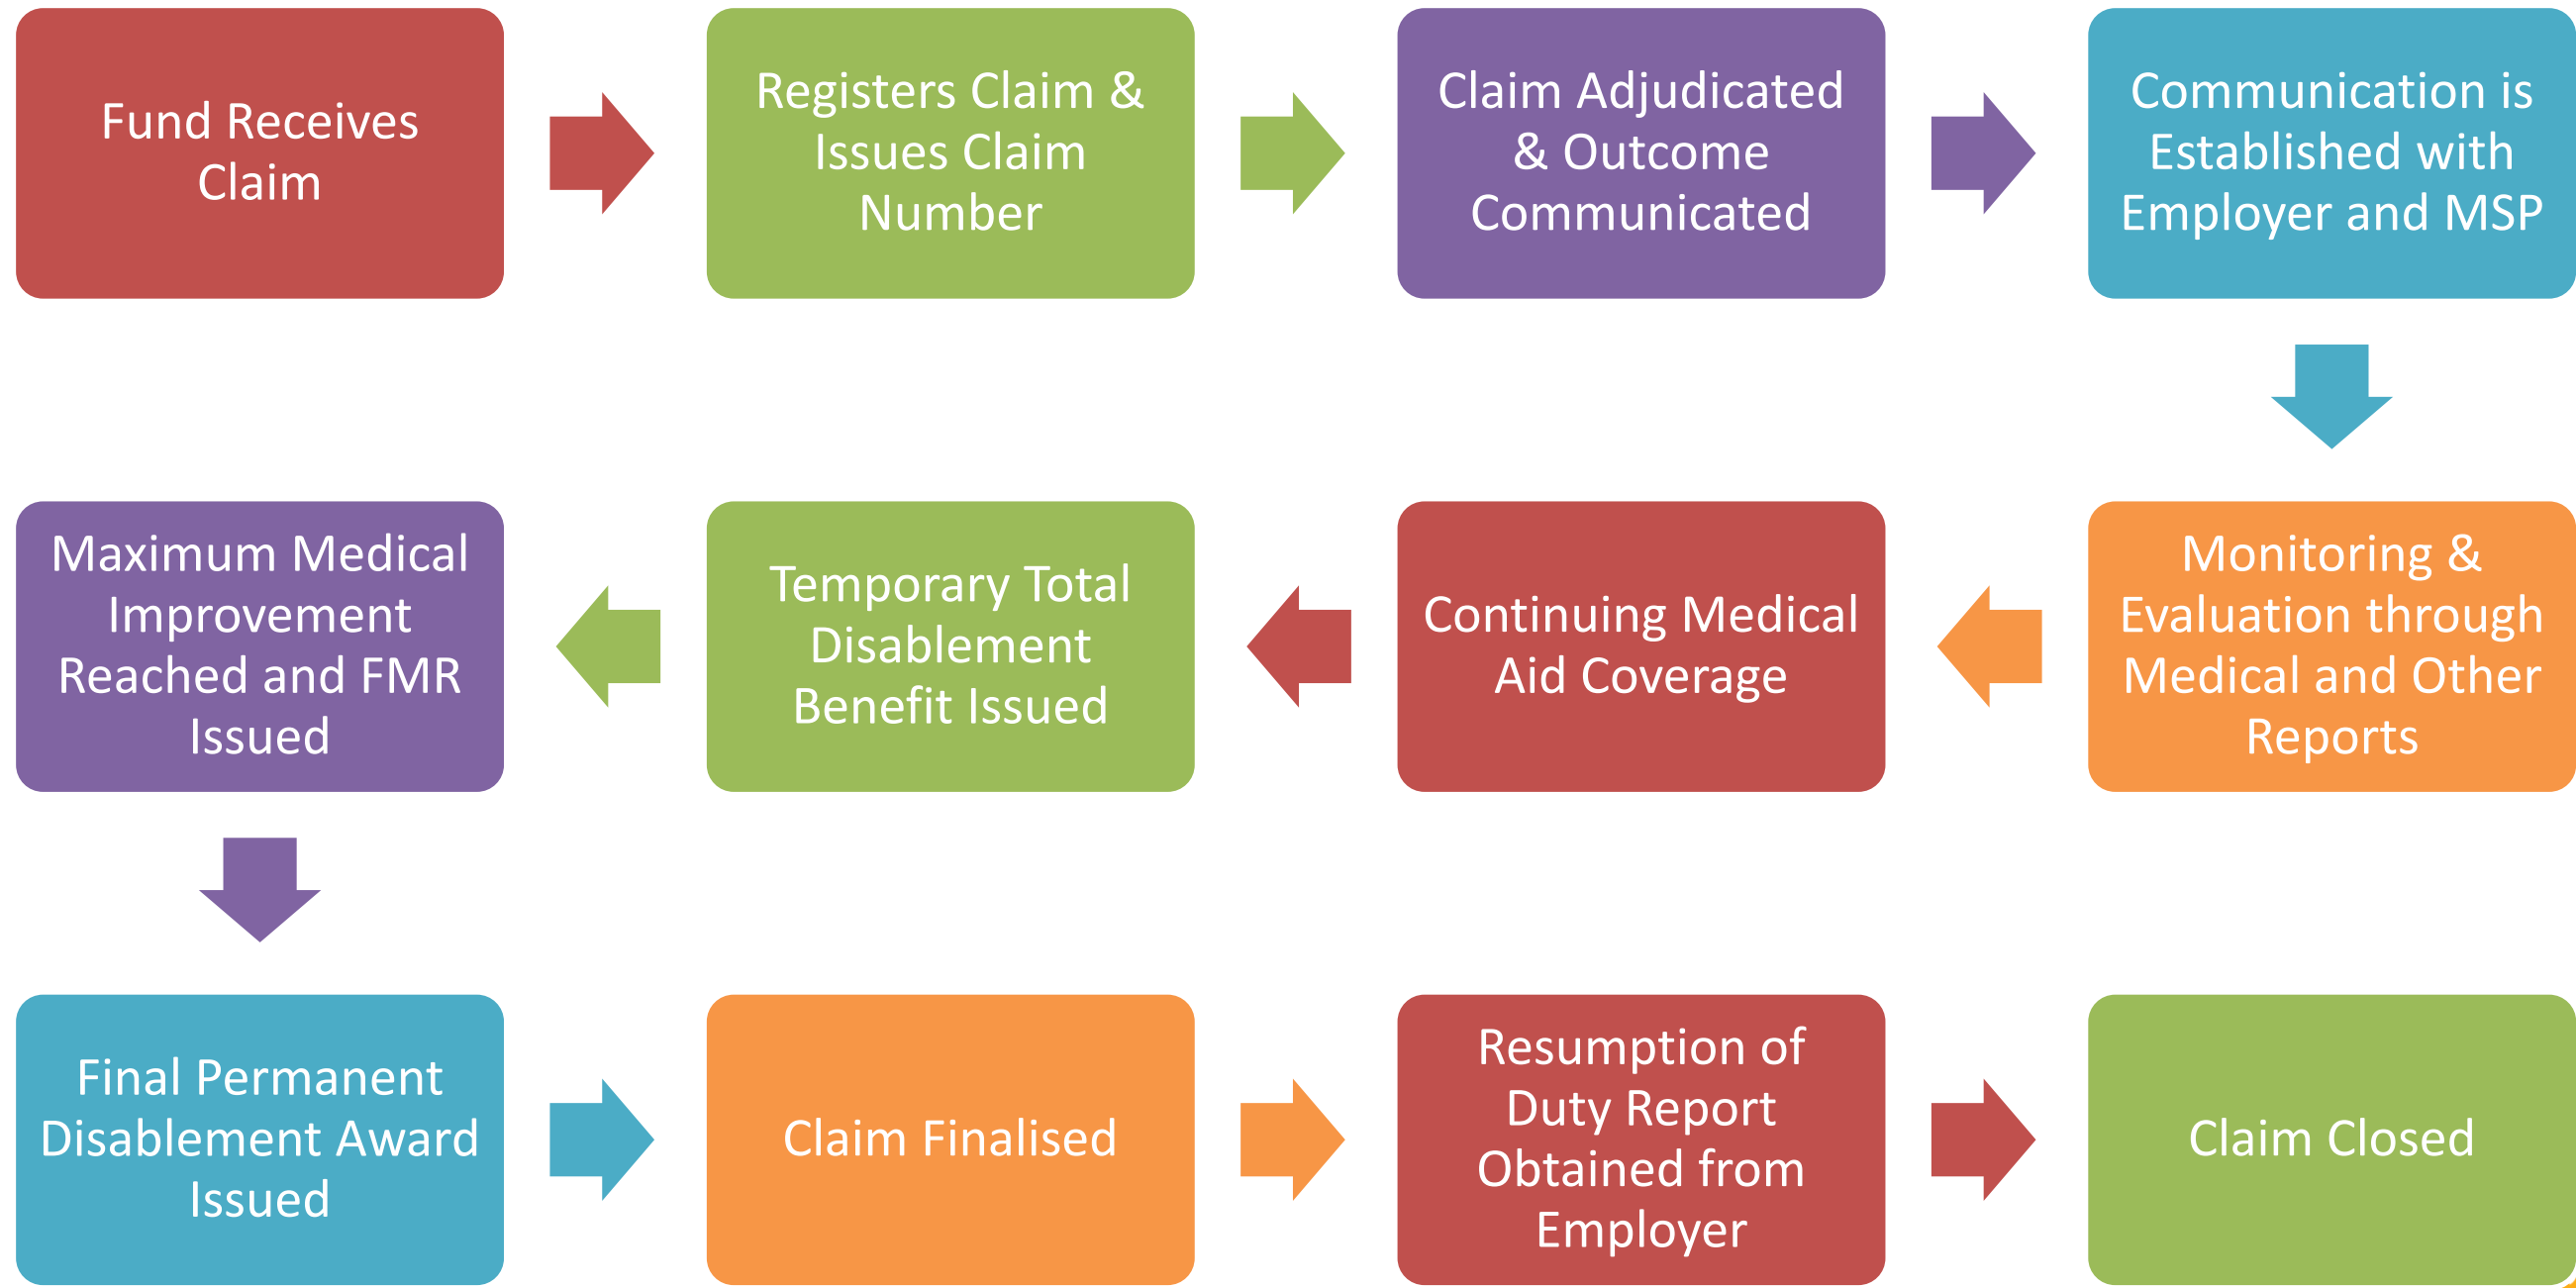 Fund Receives
Claim
Registers Claim &
Issues Claim
Number
Claim Adjudicated
& Outcome
Communicated
Communication is
Established with
Employer and MSP
Monitoring &
Evaluation through
Medical and Other
Reports
Continuing Medical
Aid Coverage
Temporary Total
Disablement
Benefit Issued
Maximum Medical
Improvement
Reached and FMR
Issued
Final Permanent
Disablement Award
Issued
Claim Finalised
Resumption of
Duty Report
Obtained from
Employer
Claim Closed